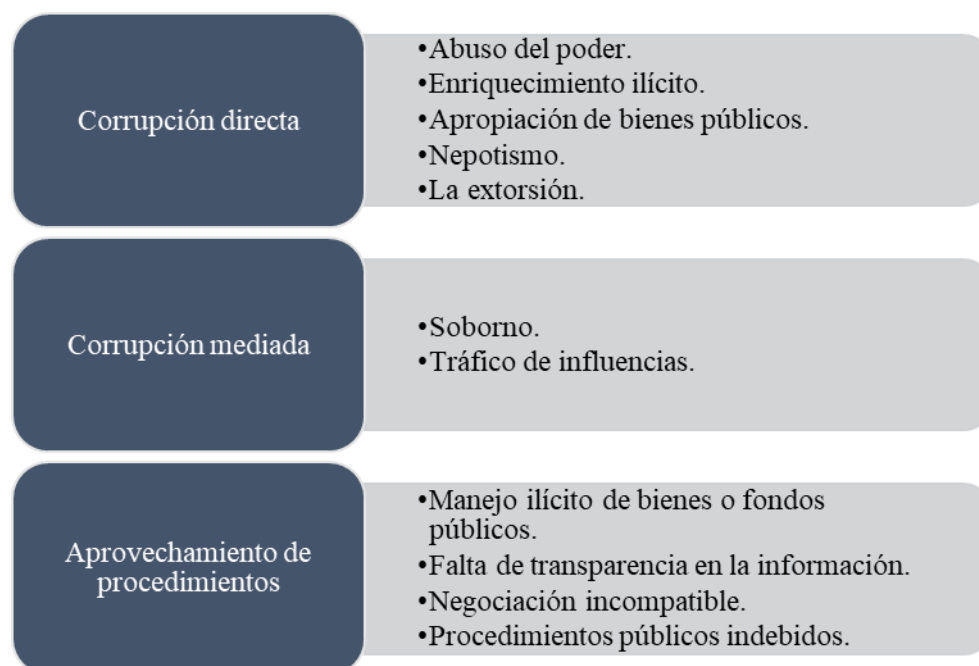 Corrupción directa
•Abuso del poder.
•Enriquecimiento ilícito.
•Apropiación de bienes públicos.
•Nepotismo.
•La extorsión.
Corrupción mediada
•Soborno.
•Tráfico de influencias.
Aprovechamiento de
procedimientos
•Manejo ilícito de bienes o fondos
públicos.
•Falta de transparencia en la información.
•Negociación incompatible.
•Procedimientos públicos indebidos.